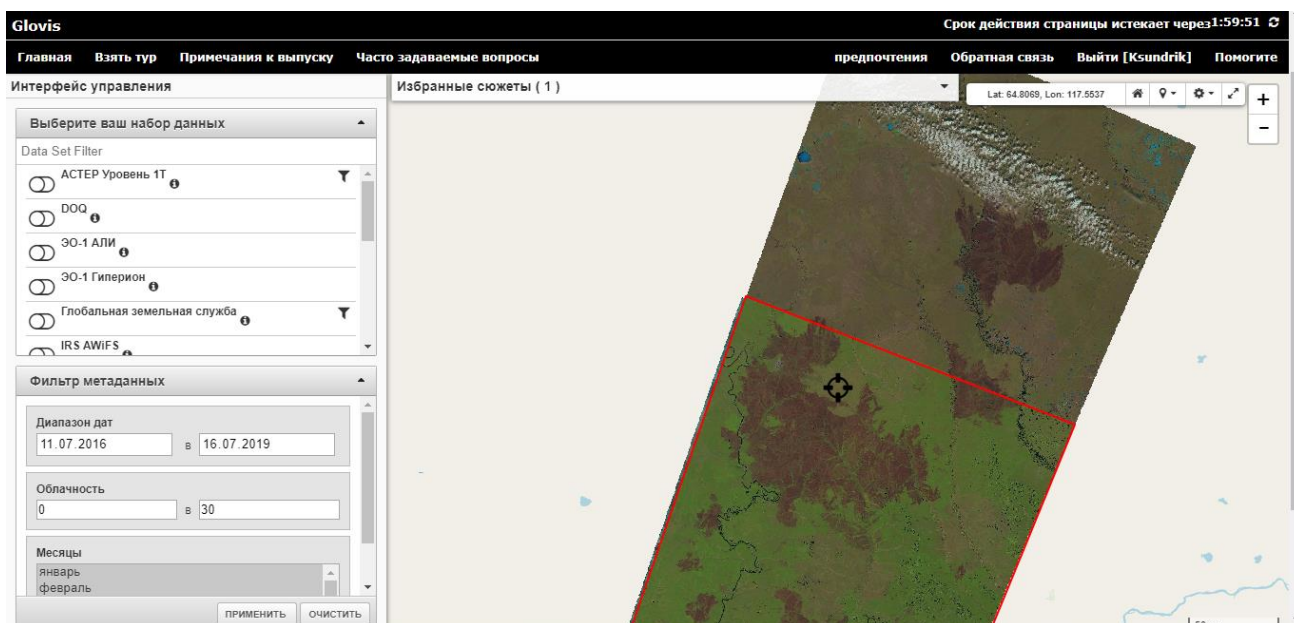 Glovis
Срок действия страницы истекает через1:59:51
Главная Взять тур Примечания к выпуску Часто задаваемые вопросы предпочтения Обратная связь Выйти [Ksundrik] Помогите
Интерфейс управления
Избранные сюжеты ( 1 )
Lat: 64.8069, Lon: 117.5537
+
−
Выберите ваш набор данных
Data Set Filter
АСТЕР Уровень 1Т
DOQ
ЭО-1 АЛИ
ЭО-1 Гиперион
Глобальная земельная служба
IRS AWiFS
Фильтр метаданных
Диапазон дат
11.07.2016 в 16.07.2019
Облачность
0 в 30
Месяцы
январь
февраль
ПРИМЕНИТЬ ОЧИСТИТЬ